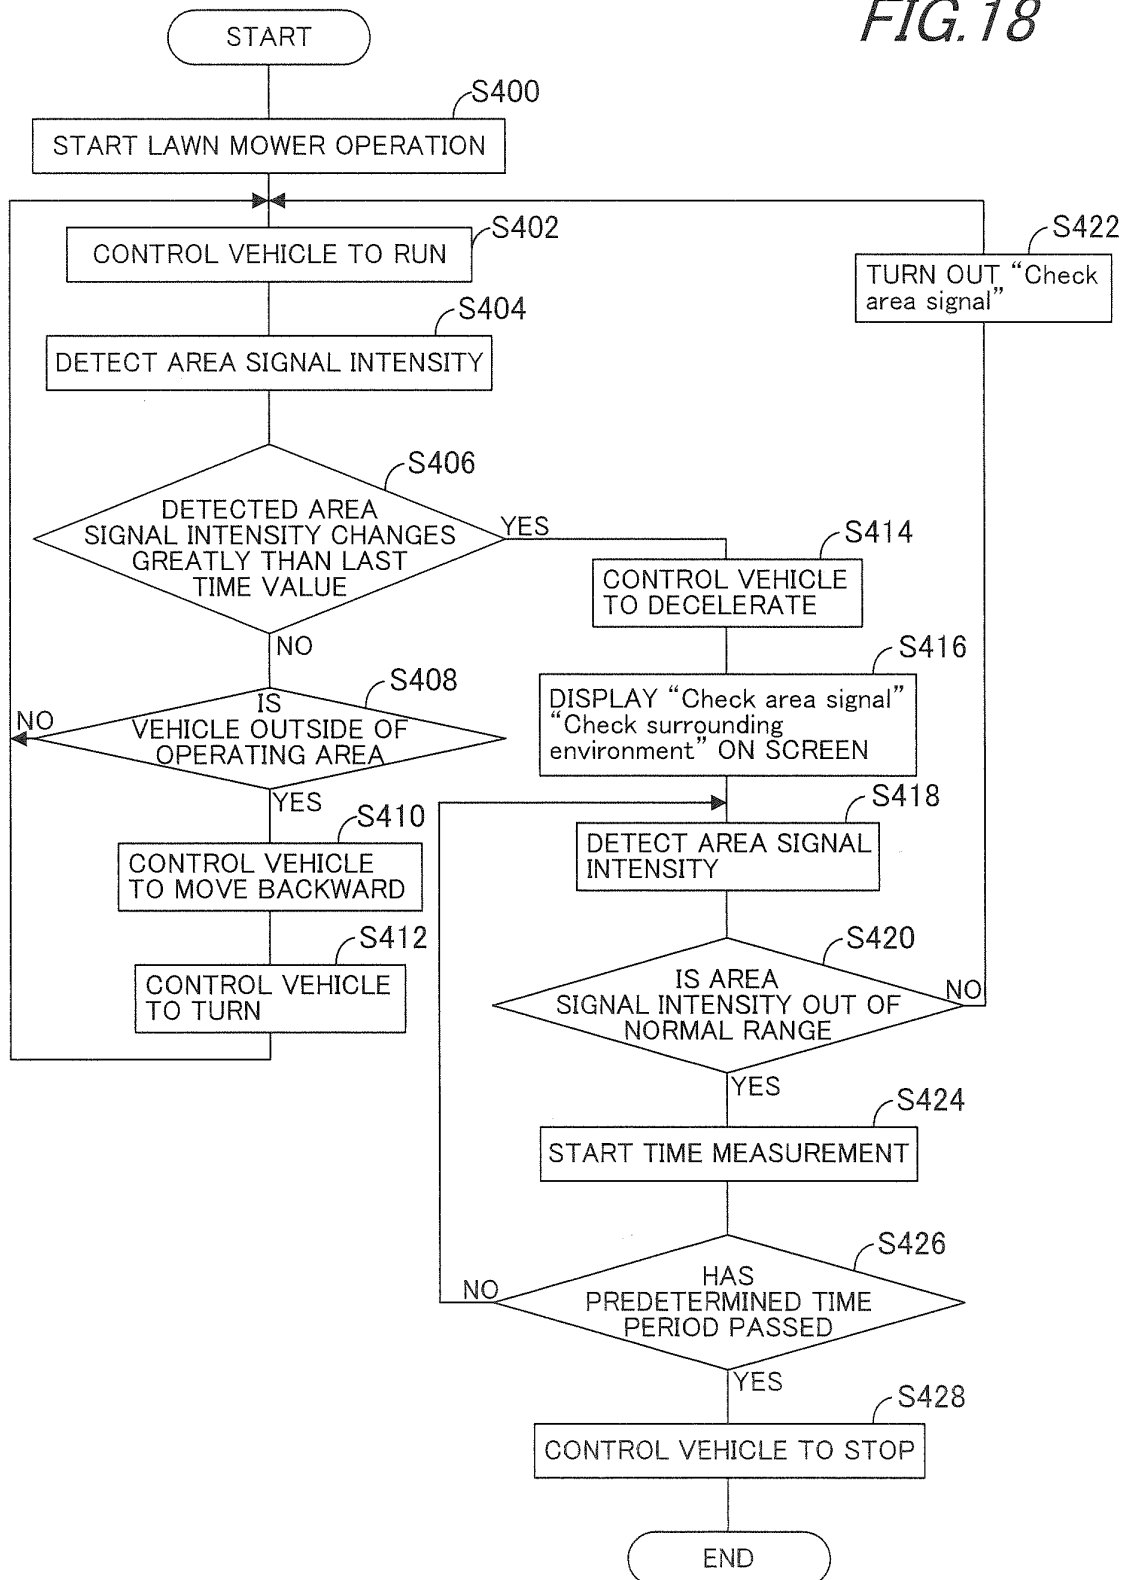 FIG.18
START
S400
START LAWN MOWER OPERATION
S402
CONTROL VEHICLE TO RUN
S404
DETECT AREA SIGNAL INTENSITY
S406
DETECTED AREA
SIGNAL INTENSITY CHANGES
GREATLY THAN LAST
TIME VALUE
YES
NO
S408
IS
VEHICLE OUTSIDE OF
OPERATING AREA
NO
YES
S410
CONTROL VEHICLE
TO MOVE BACKWARD
S412
CONTROL VEHICLE
TO TURN
S414
CONTROL VEHICLE
TO DECELERATE
S416
DISPLAY “Check area signal”
“Check surrounding
environment” ON SCREEN
S418
DETECT AREA SIGNAL
INTENSITY
S420
IS AREA
SIGNAL INTENSITY OUT OF
NORMAL RANGE
NO
YES
S422
TURN OUT “Check
area signal”
S424
START TIME MEASUREMENT
S426
HAS
PREDETERMINED TIME
PERIOD PASSED
NO
YES
S428
CONTROL VEHICLE TO STOP
END